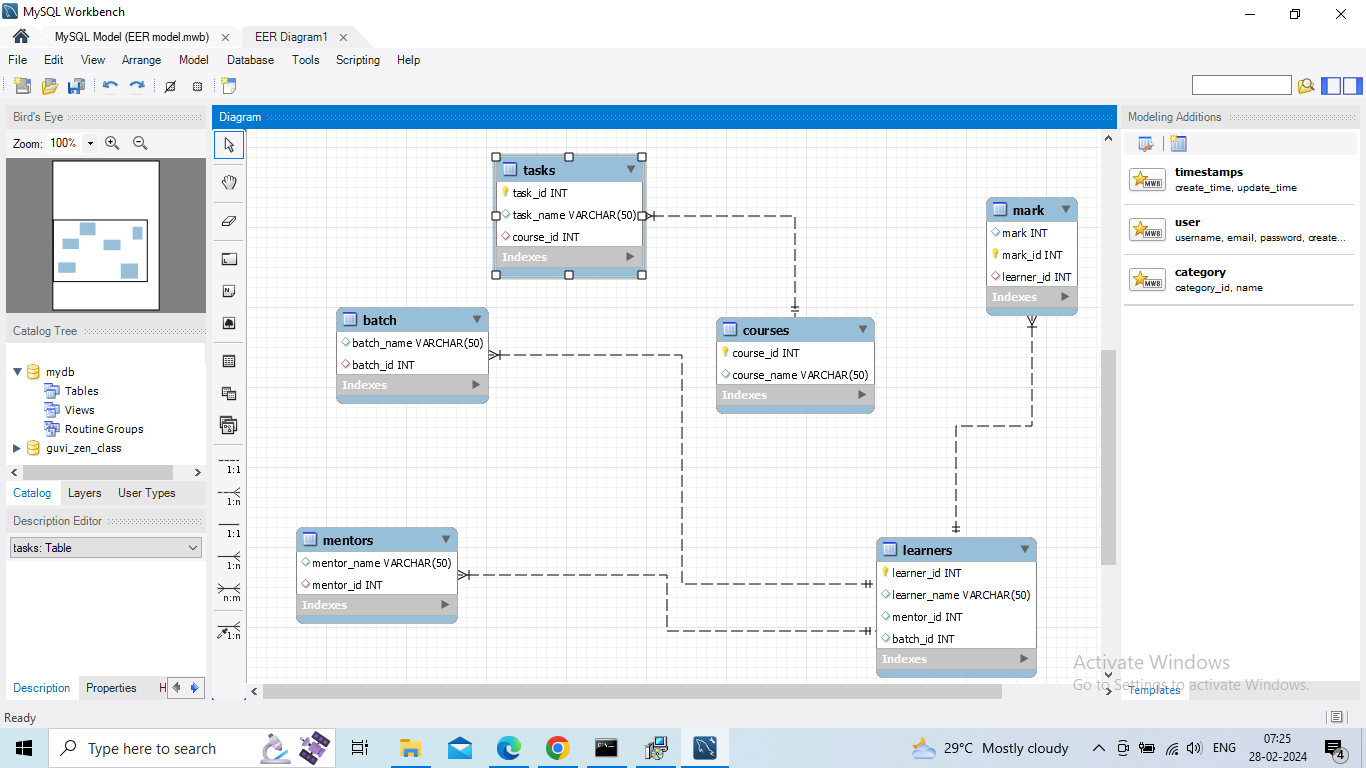 MySQL Workbench
MySQL Model (EER model.mwb)
EER Diagram1
File Edit View Arrange Model Database Tools Scripting Help
Bird's Eye
Zoom: 100%
Catalog Tree
mydb
Tables
Views
Routine Groups
guvi_zen_class
Catalog Layers User Types
Description Editor
tasks: Table
Description Properties H
Diagram
1:1
1:n
1:1
1:n
n:m
1:n
tasks
task_id INT
task_name VARCHAR(50)
course_id INT
Indexes
mark
mark INT
mark_id INT
learner_id INT
Indexes
batch
batch_name VARCHAR(50)
batch_id INT
Indexes
courses
course_id INT
course_name VARCHAR(50)
Indexes
mentors
mentor_name VARCHAR(50)
mentor_id INT
Indexes
learners
learner_id INT
learner_name VARCHAR(50)
mentor_id INT
batch_id INT
Indexes
Modeling Additions
MWB
timestamps
create_time, update_time
MWB
user
username, email, password, create...
MWB
category
category_id, name
Activate Windows
Go to Settings to activate Windows.
Templates
Ready
Type here to search
29°C Mostly cloudy
ENG
07:25
28-02-2024
4